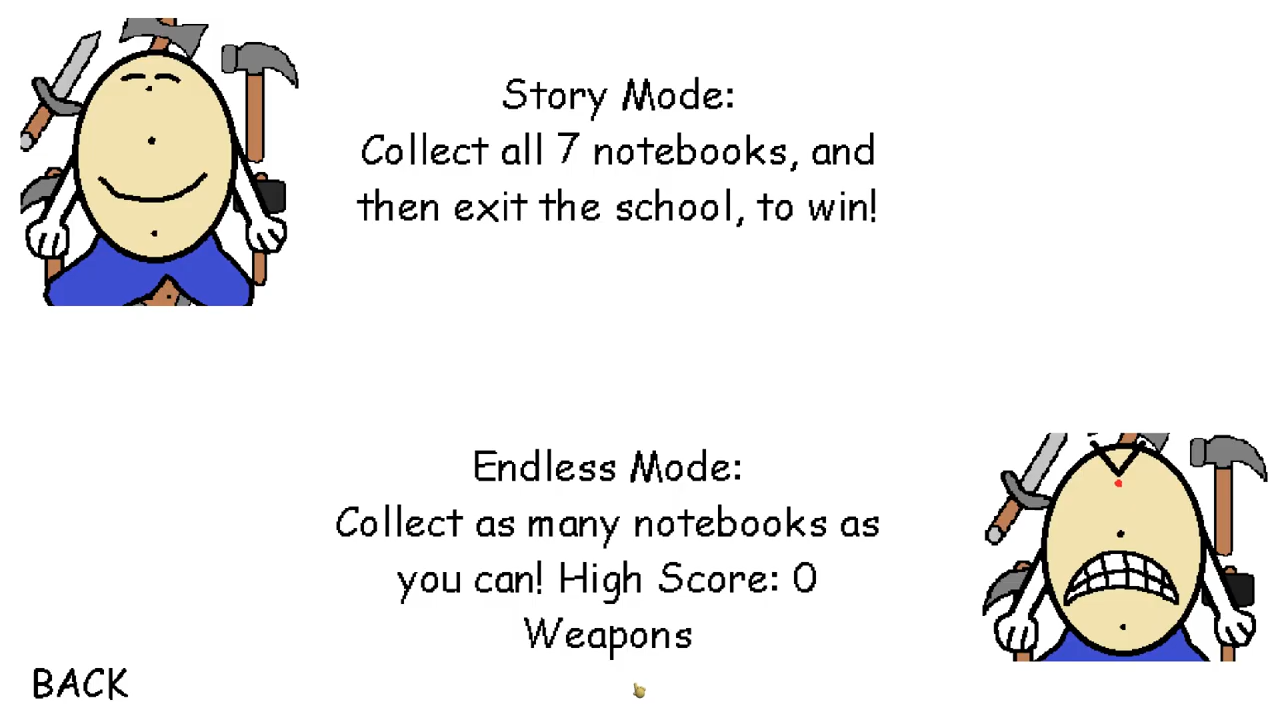 Story Mode:
Collect all 7 notebooks, and
then exit the school, to win!
Endless Mode:
Collect as many notebooks as
you can! High Score: 0
Weapons
BACK